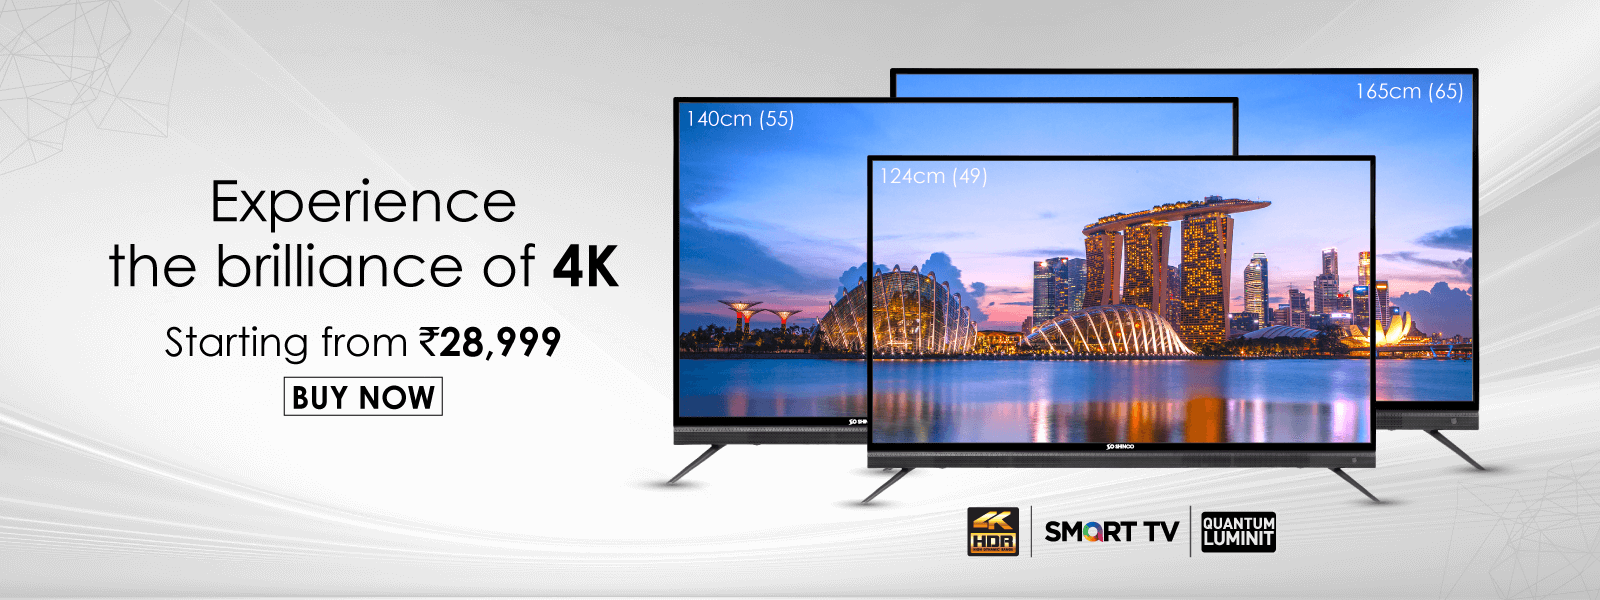 Experience
the brilliance of 4K
Starting from ₹28,999
BUY NOW
165cm (65)
140cm (55)
124cm (49)
SHINCO
4K
HDR
SMART TV
QUANTUM
LUMINIT